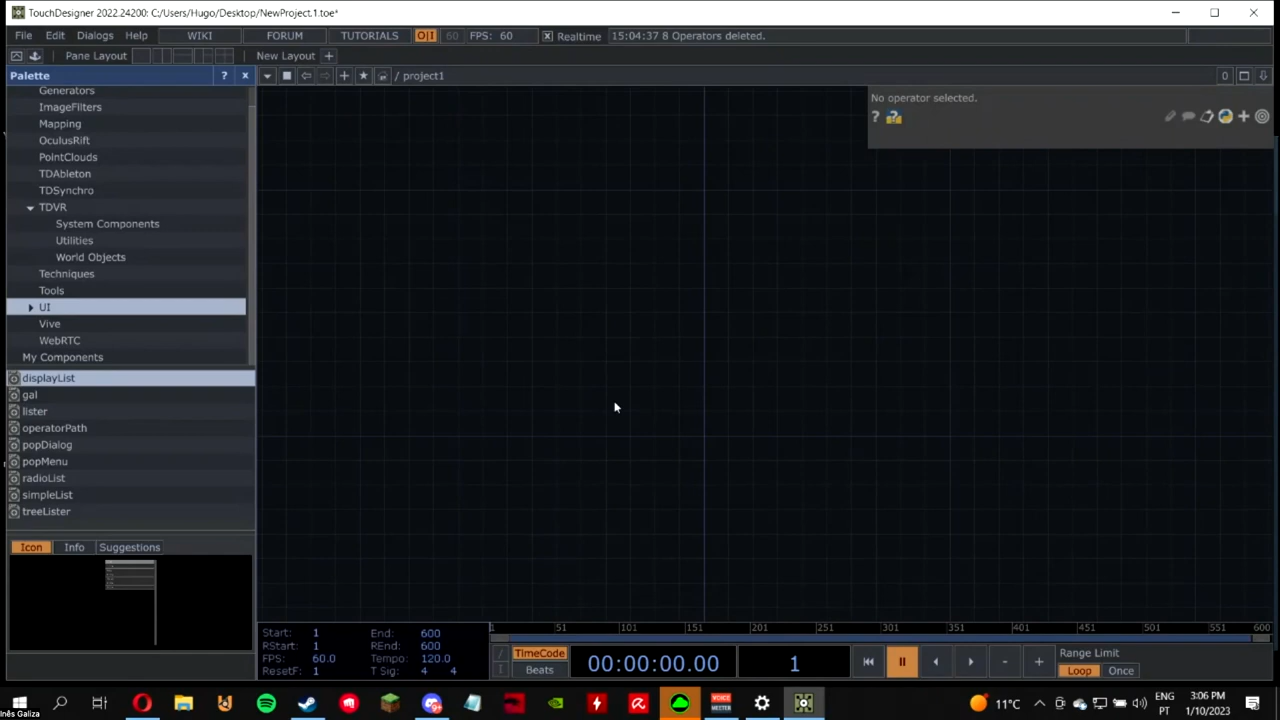 TouchDesigner 2022.24200: C:/Users/Hugo/Desktop/NewProject.1.toe*
File Edit Dialogs Help WIKI FORUM TUTORIALS O|I 60 FPS: 60 Realtime 15:04:37 8 Operators deleted.
Pane Layout New Layout +
Palette ? x / project1 0
Generators
No operator selected.
ImageFilters
Mapping
OculusRift
PointClouds
TDAbleton
TDSynchro
TDVR
System Components
Utilities
World Objects
Techniques
Tools
UI
Vive
WebRTC
My Components
displayList
gal
lister
operatorPath
popDialog
popMenu
radioList
simpleList
treeLister
Icon Info Suggestions
1 51 101 151 201 251 301 351 401 451 501 551 600
Start: 1 End: 600
RStart: 1 REnd: 600
FPS: 60.0 Tempo: 120.0
ResetF: 1 T Sig: 4 4
TimeCode
Beats
00:00:00.00 1
Range Limit
Loop Once
VOICE MEETER
11°C
ENG
PT
3:06 PM
1/10/2023
Inês Galiza